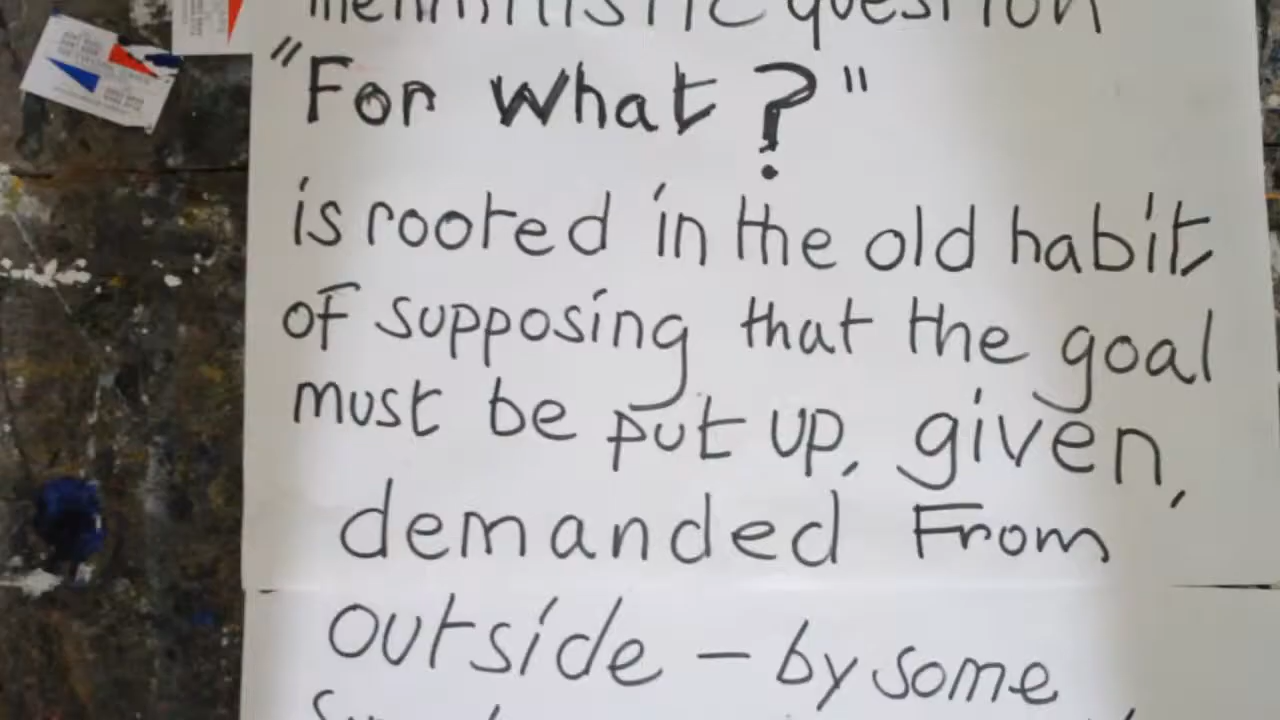 question
"For what?"
is rooted in the old habit
of supposing that the goal
must be put up, given,
demanded From
outside – by some